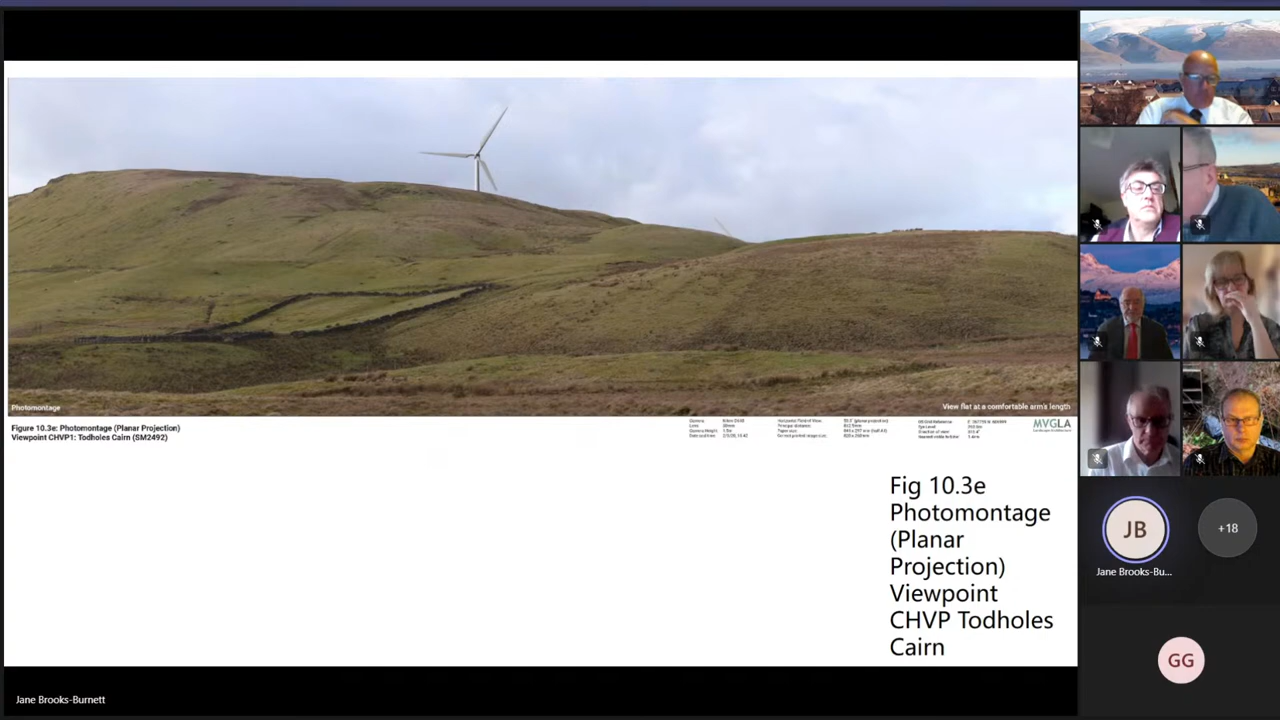 Photomontage
View flat at a comfortable arm's length
Figure 10.3e: Photomontage (Planar Projection)
Viewpoint CHVP1: Todholes Cairn (SM2492)
MVGLA
Fig 10.3e
Photomontage
(Planar
Projection)
Viewpoint
CHVP Todholes
Cairn
JB
+18
Jane Brooks-Bu...
GG
Jane Brooks-Burnett